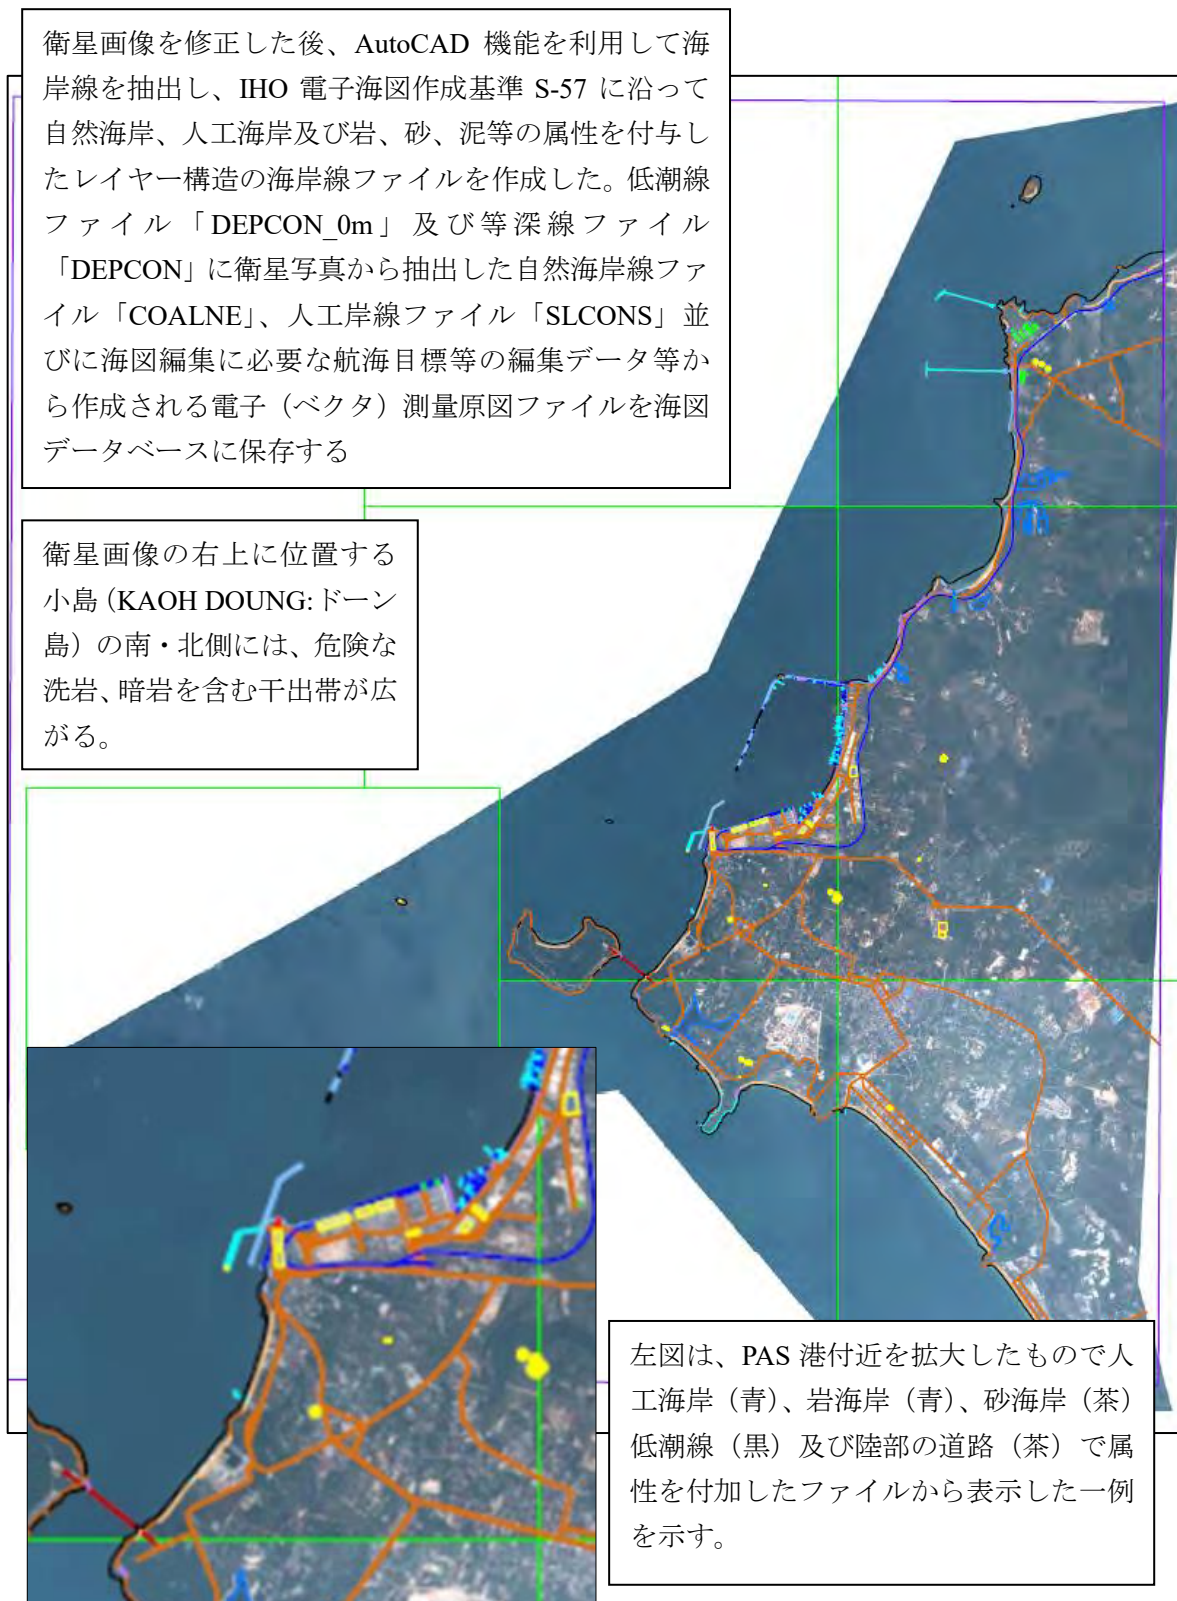 衛星画像を修正した後、AutoCAD 機能を利用して海
岸線を抽出し、IHO 電子海図作成基準 S-57 に沿って
自然海岸、人工海岸及び岩、砂、泥等の属性を付与し
たレイヤー構造の海岸線ファイルを作成した。低潮線
ファイル「DEPCON_0m」及び等深線ファイル
「DEPCON」に衛星写真から抽出した自然海岸線ファ
イル「COALNE」、人工岸線ファイル「SLCONS」並
びに海図編集に必要な航海目標等の編集データ等か
ら作成される電子（ベクタ）測量原図ファイルを海図
データベースに保存する
衛星画像の右上に位置する
小島（KAOH DOUNG:ドーン
島）の南・北側には、危険な
洗岩、暗岩を含む干出帯が広
がる。
左図は、PAS 港付近を拡大したもので人
工海岸（青）、岩海岸（青）、砂海岸（茶）
低潮線（黒）及び陸部の道路（茶）で属
性を付加したファイルから表示した一例
を示す。